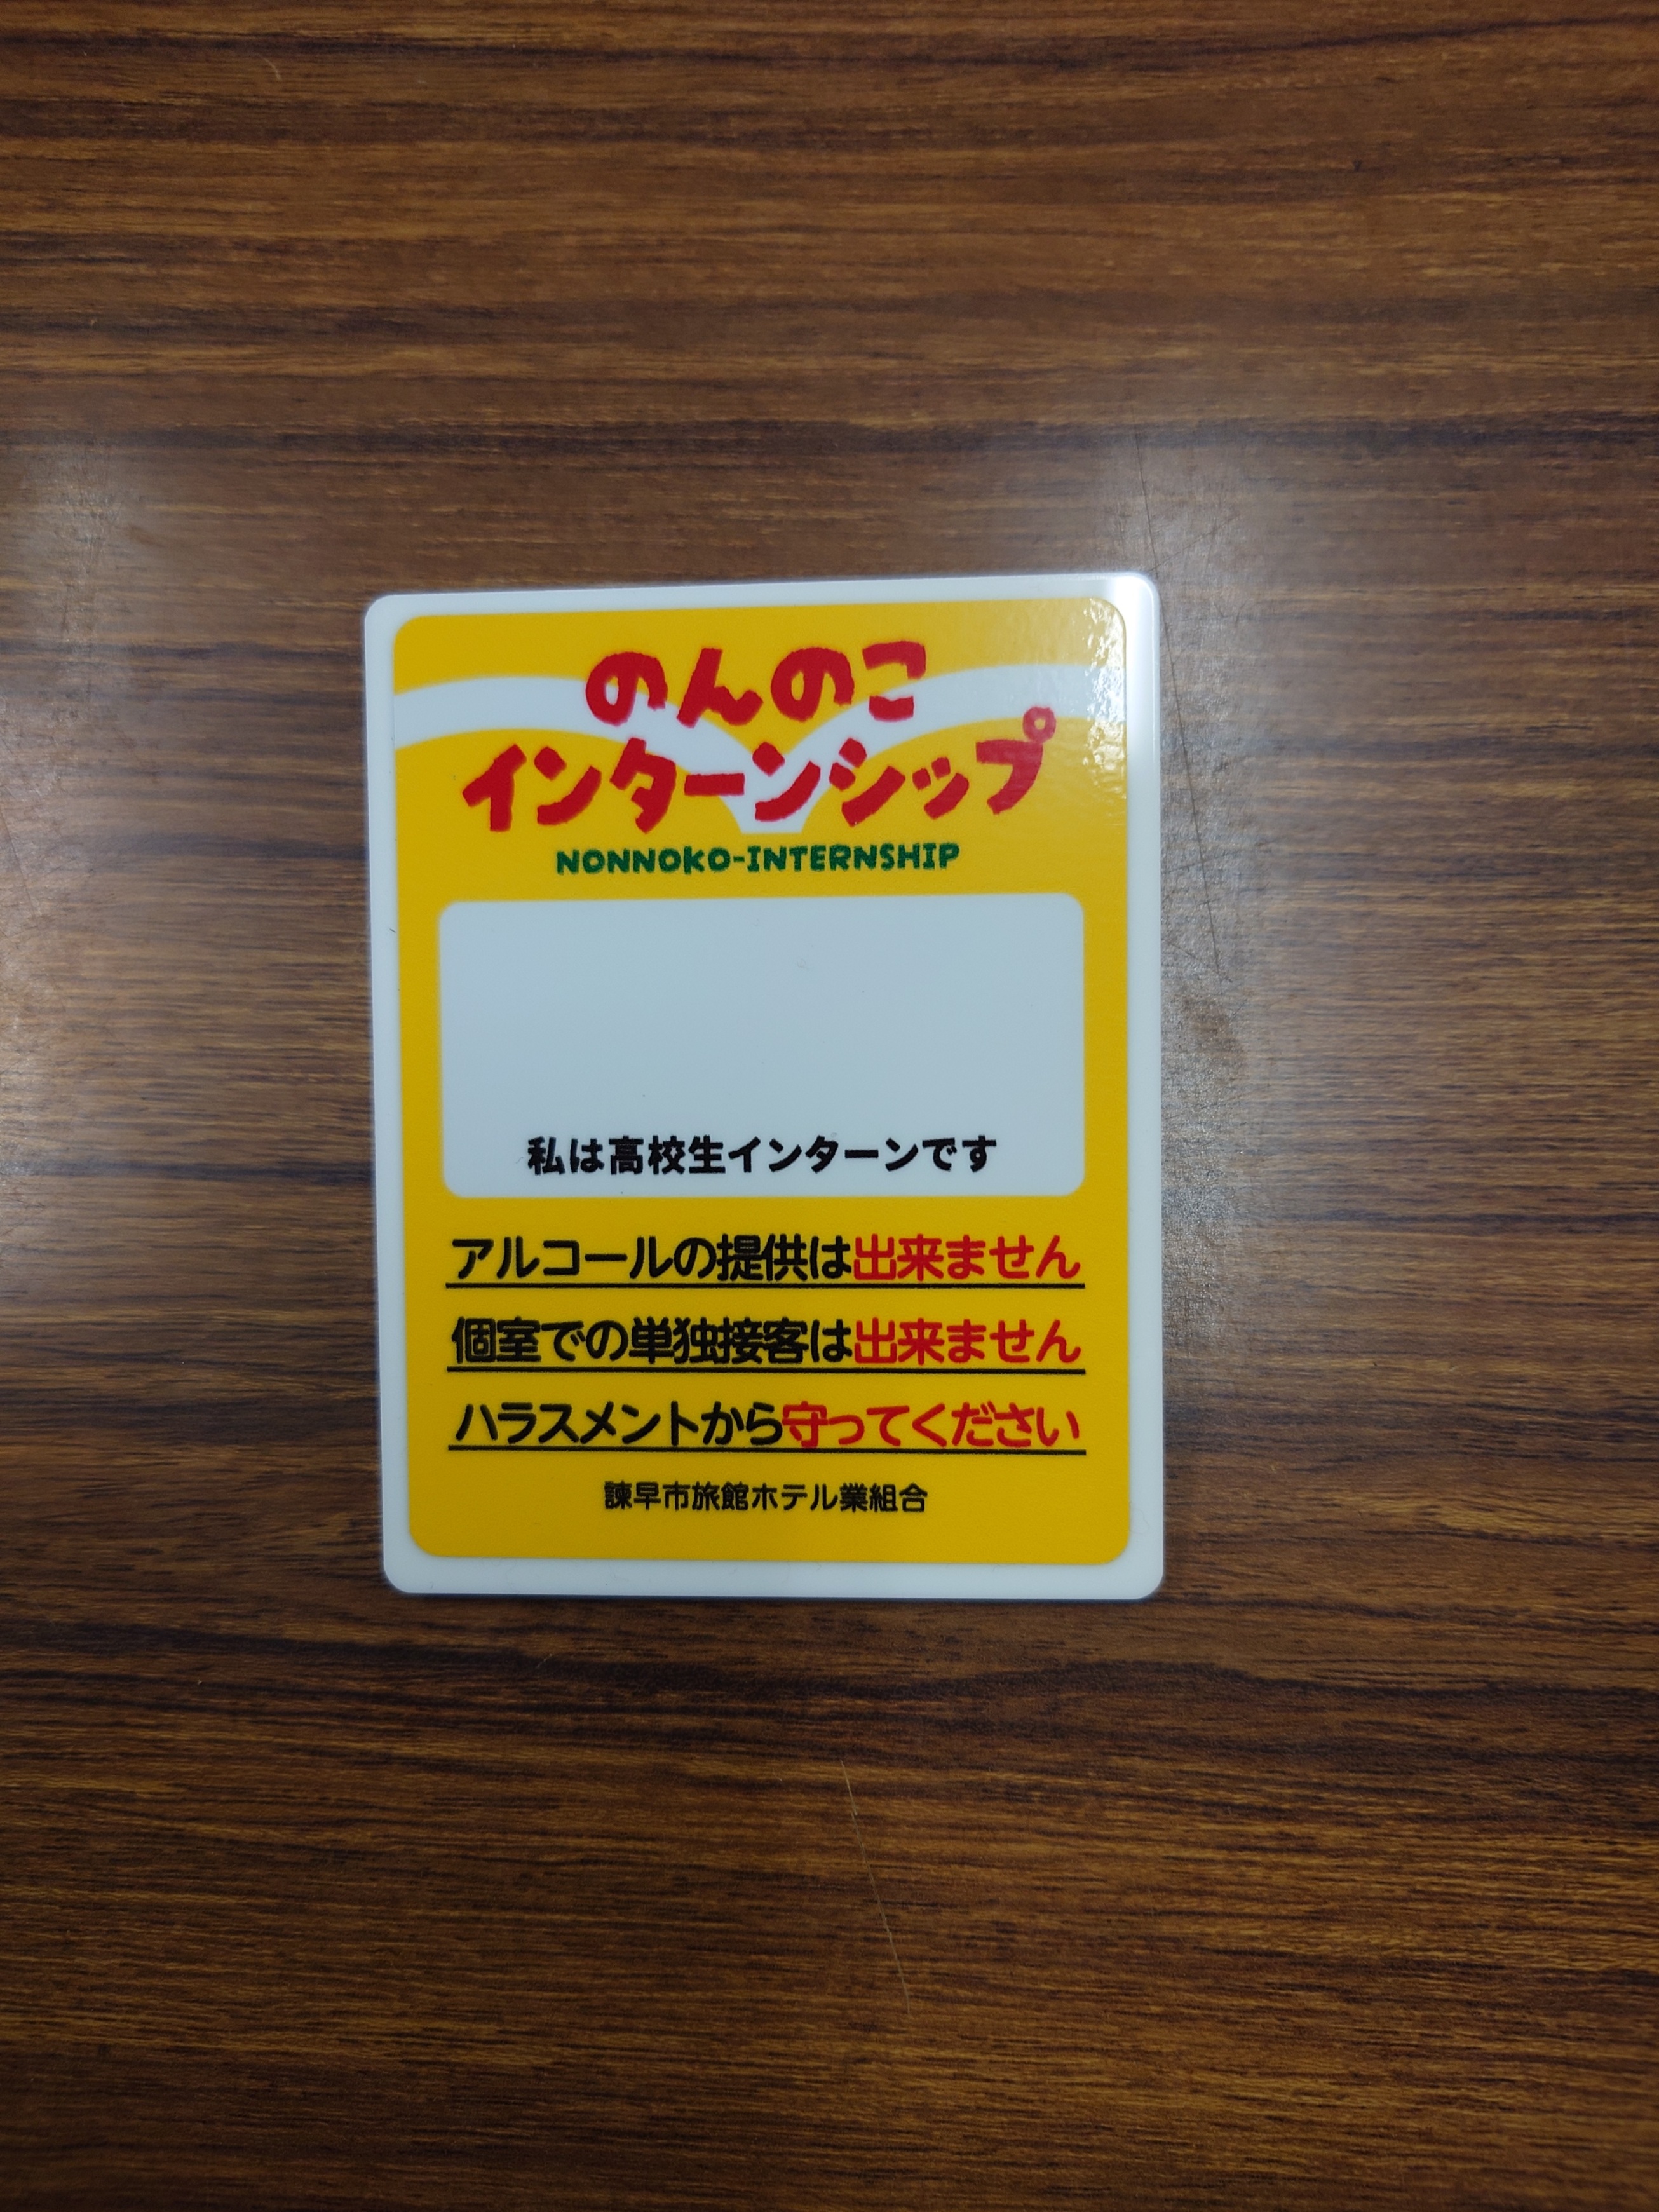 のんのこ
インターンシップ
NONNOKO-INTERNSHIP
私は高校生インターンです
アルコールの提供は出来ません
個室での単独接客は出来ません
ハラスメントから守ってください
諫早市旅館ホテル業組合